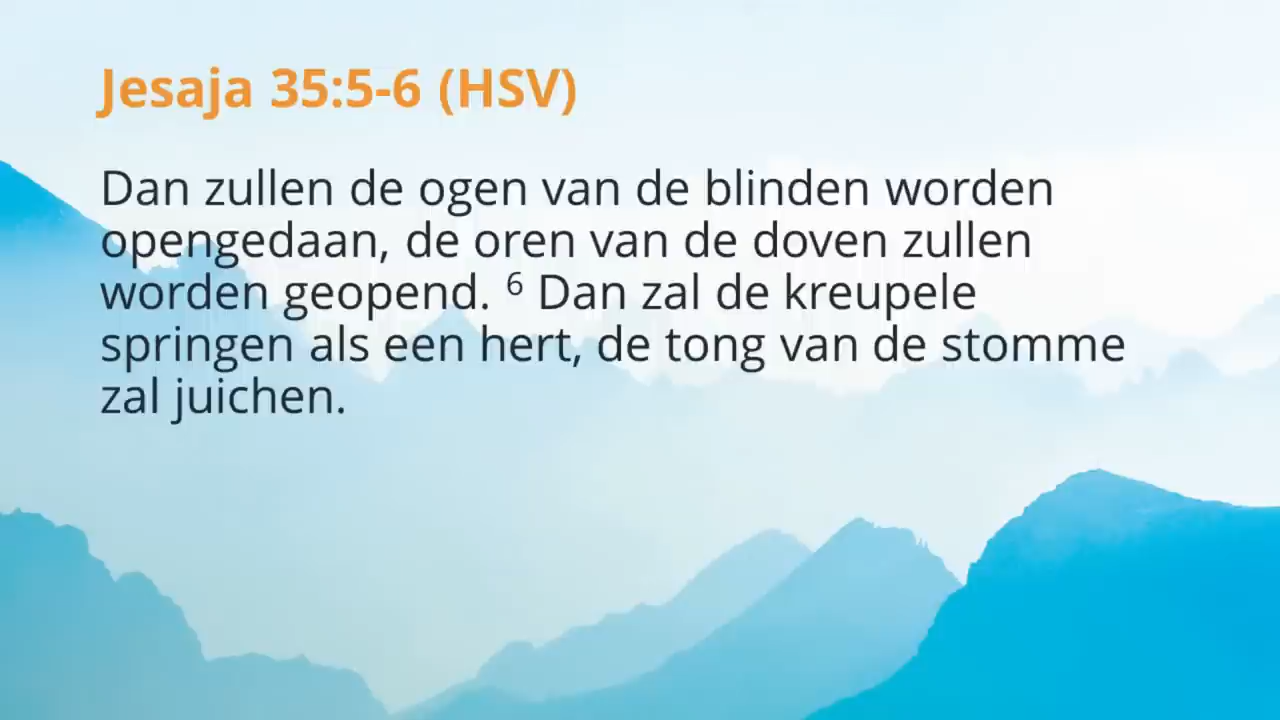 Jesaja 35:5-6 (HSV)
Dan zullen de ogen van de blinden worden
opengedaan, de oren van de doven zullen
worden geopend. ⁶ Dan zal de kreupele
springen als een hert, de tong van de stomme
zal juichen.